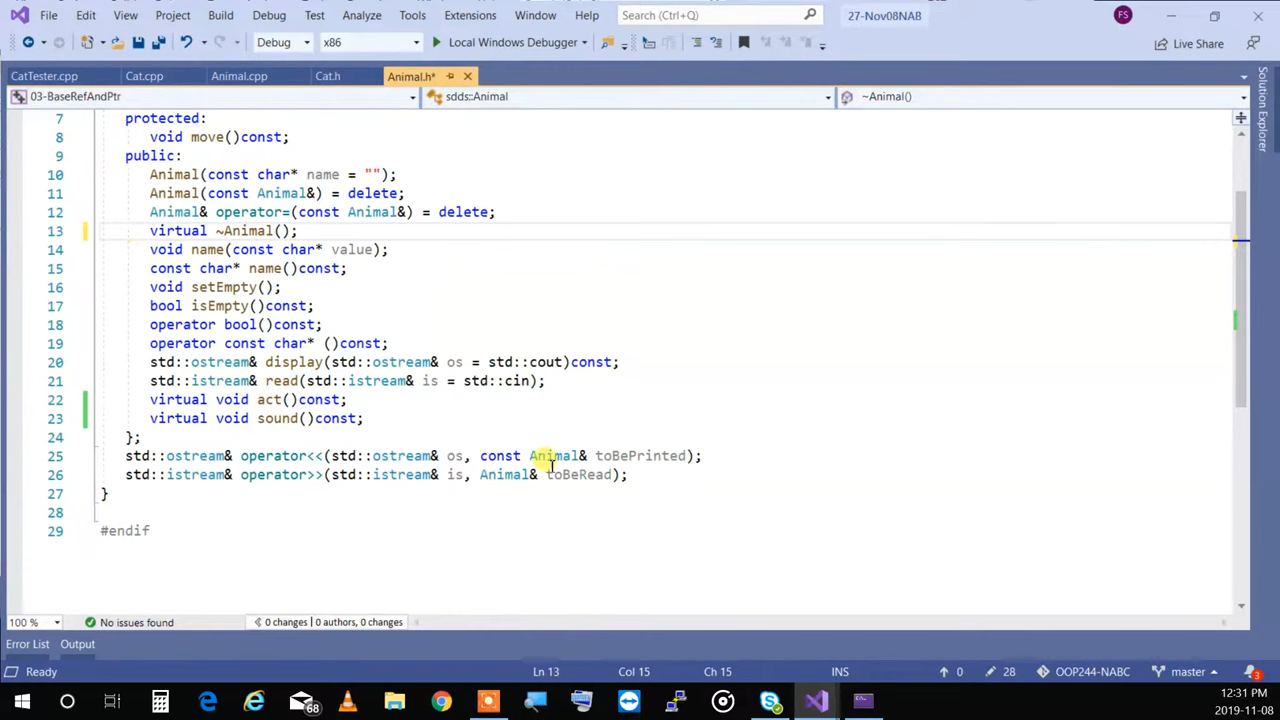 File Edit View Project Build Debug Test Analyze Tools Extensions Window Help Search (Ctrl+Q) 27-Nov08NAB FS
Debug x86 Local Windows Debugger Live Share
CatTester.cpp Cat.cpp Animal.cpp Cat.h Animal.h*
03-BaseRefAndPtr sdds::Animal ~Animal()
Solution Explorer
7 protected:
8 void move()const;
9 public:
10 Animal(const char* name = "");
11 Animal(const Animal&) = delete;
12 Animal& operator=(const Animal&) = delete;
13 virtual ~Animal();
14 void name(const char* value);
15 const char* name()const;
16 void setEmpty();
17 bool isEmpty()const;
18 operator bool()const;
19 operator const char* ()const;
20 std::ostream& display(std::ostream& os = std::cout)const;
21 std::istream& read(std::istream& is = std::cin);
22 virtual void act()const;
23 virtual void sound()const;
24 };
25 std::ostream& operator<<(std::ostream& os, const Animal& toBePrinted);
26 std::istream& operator>>(std::istream& is, Animal& toBeRead);
27 }
28
29 #endif
100 % No issues found 0 changes | 0 authors, 0 changes
Error List Output
Ready Ln 13 Col 15 Ch 15 INS 0 28 OOP244-NABC master 3
68 12:31 PM
2019-11-08